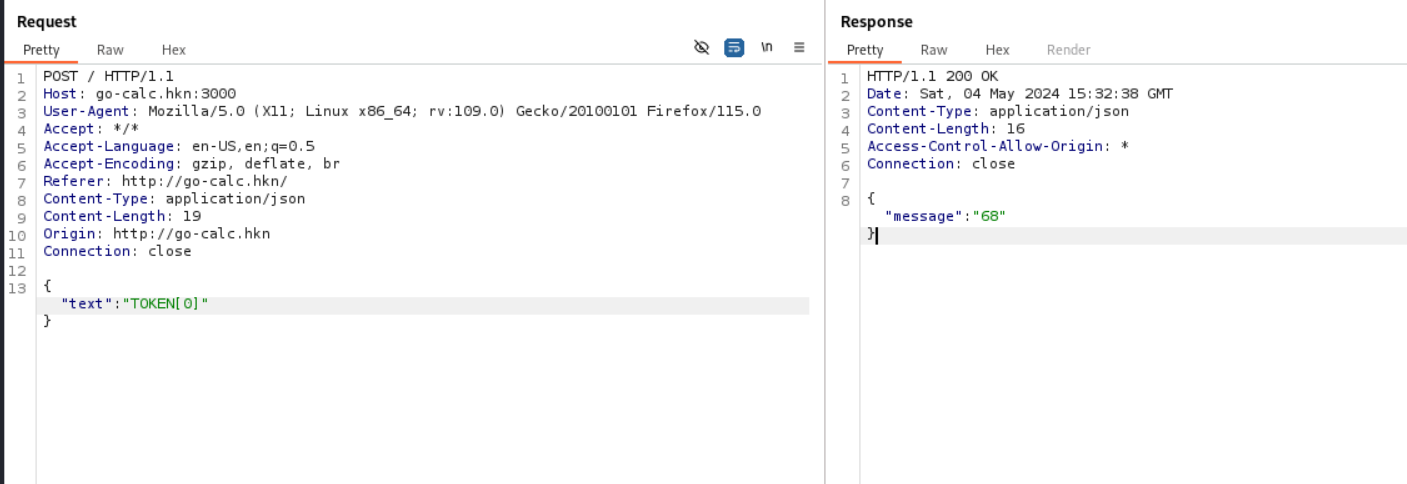 Request
Pretty Raw Hex \n
1 POST / HTTP/1.1
2 Host: go-calc.hkn:3000
3 User-Agent: Mozilla/5.0 (X11; Linux x86_64; rv:109.0) Gecko/20100101 Firefox/115.0
4 Accept: */*
5 Accept-Language: en-US,en;q=0.5
6 Accept-Encoding: gzip, deflate, br
7 Referer: http://go-calc.hkn/
8 Content-Type: application/json
9 Content-Length: 19
10 Origin: http://go-calc.hkn
11 Connection: close
12
13 {
"text":"TOKEN[0]"
}
Response
Pretty Raw Hex Render
1 HTTP/1.1 200 OK
2 Date: Sat, 04 May 2024 15:32:38 GMT
3 Content-Type: application/json
4 Content-Length: 16
5 Access-Control-Allow-Origin: *
6 Connection: close
7
8 {
"message":"68"
}